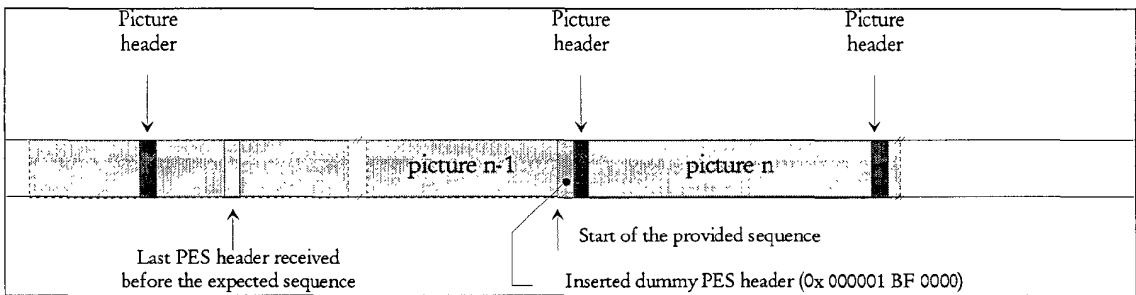 Picture
header
Picture
header
Picture
header
picture n-1
picture n
Start of the provided sequence
Last PES header received
before the expected sequence
Inserted dummy PES header (0x 000001 BF 0000)